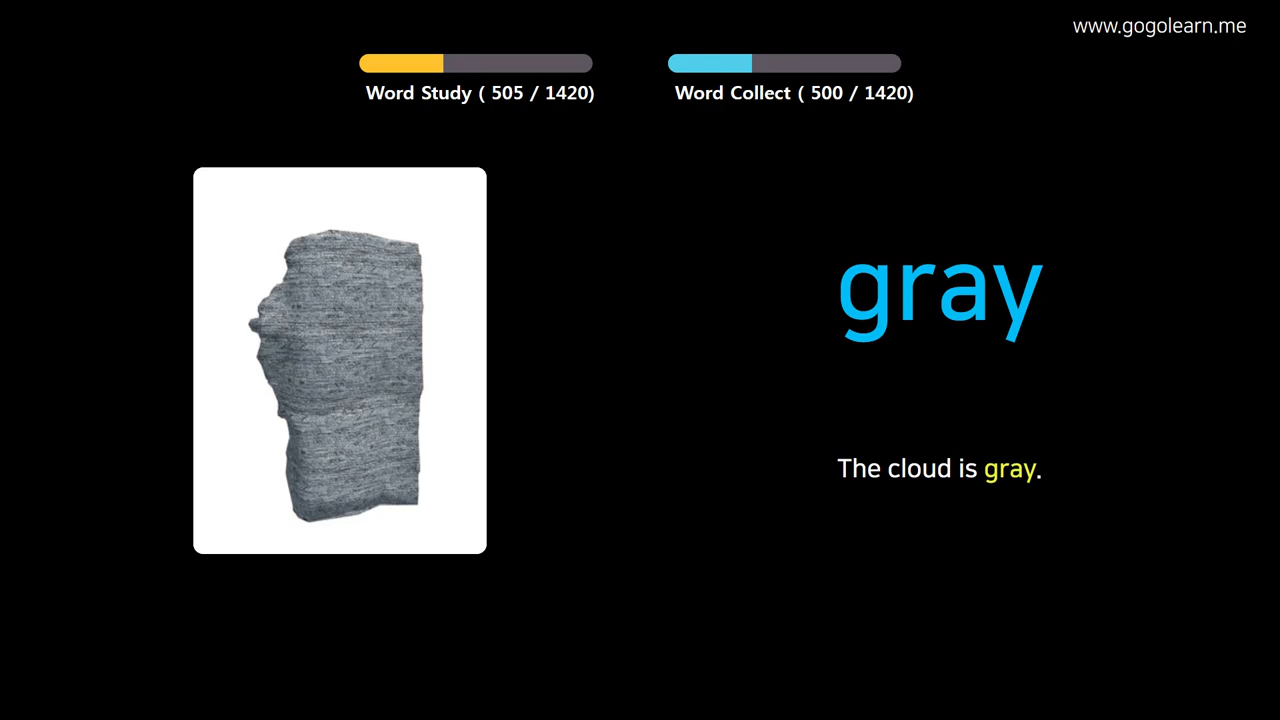 www.gogolearn.me
Word Study ( 505 / 1420)
Word Collect ( 500 / 1420)
gray
The cloud is gray.